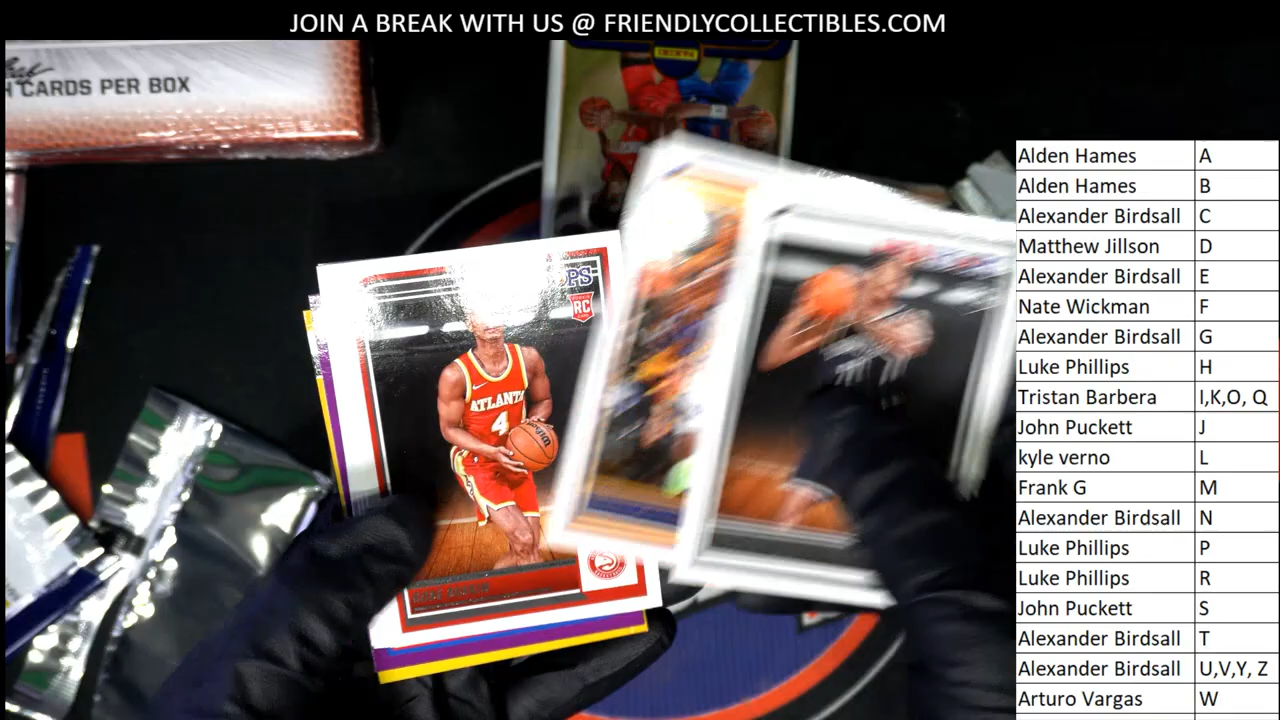 JOIN A BREAK WITH US @ FRIENDLYCOLLECTIBLES.COM
CARDS PER BOX
PANINI
RC
ATLANTA
4
Alden Hames A
Alden Hames B
Alexander Birdsall C
Matthew Jillson D
Alexander Birdsall E
Nate Wickman F
Alexander Birdsall G
Luke Phillips H
Tristan Barbera I,K,O, Q
John Puckett J
kyle verno L
Frank G M
Alexander Birdsall N
Luke Phillips P
Luke Phillips R
John Puckett S
Alexander Birdsall T
Alexander Birdsall U,V,Y, Z
Arturo Vargas W